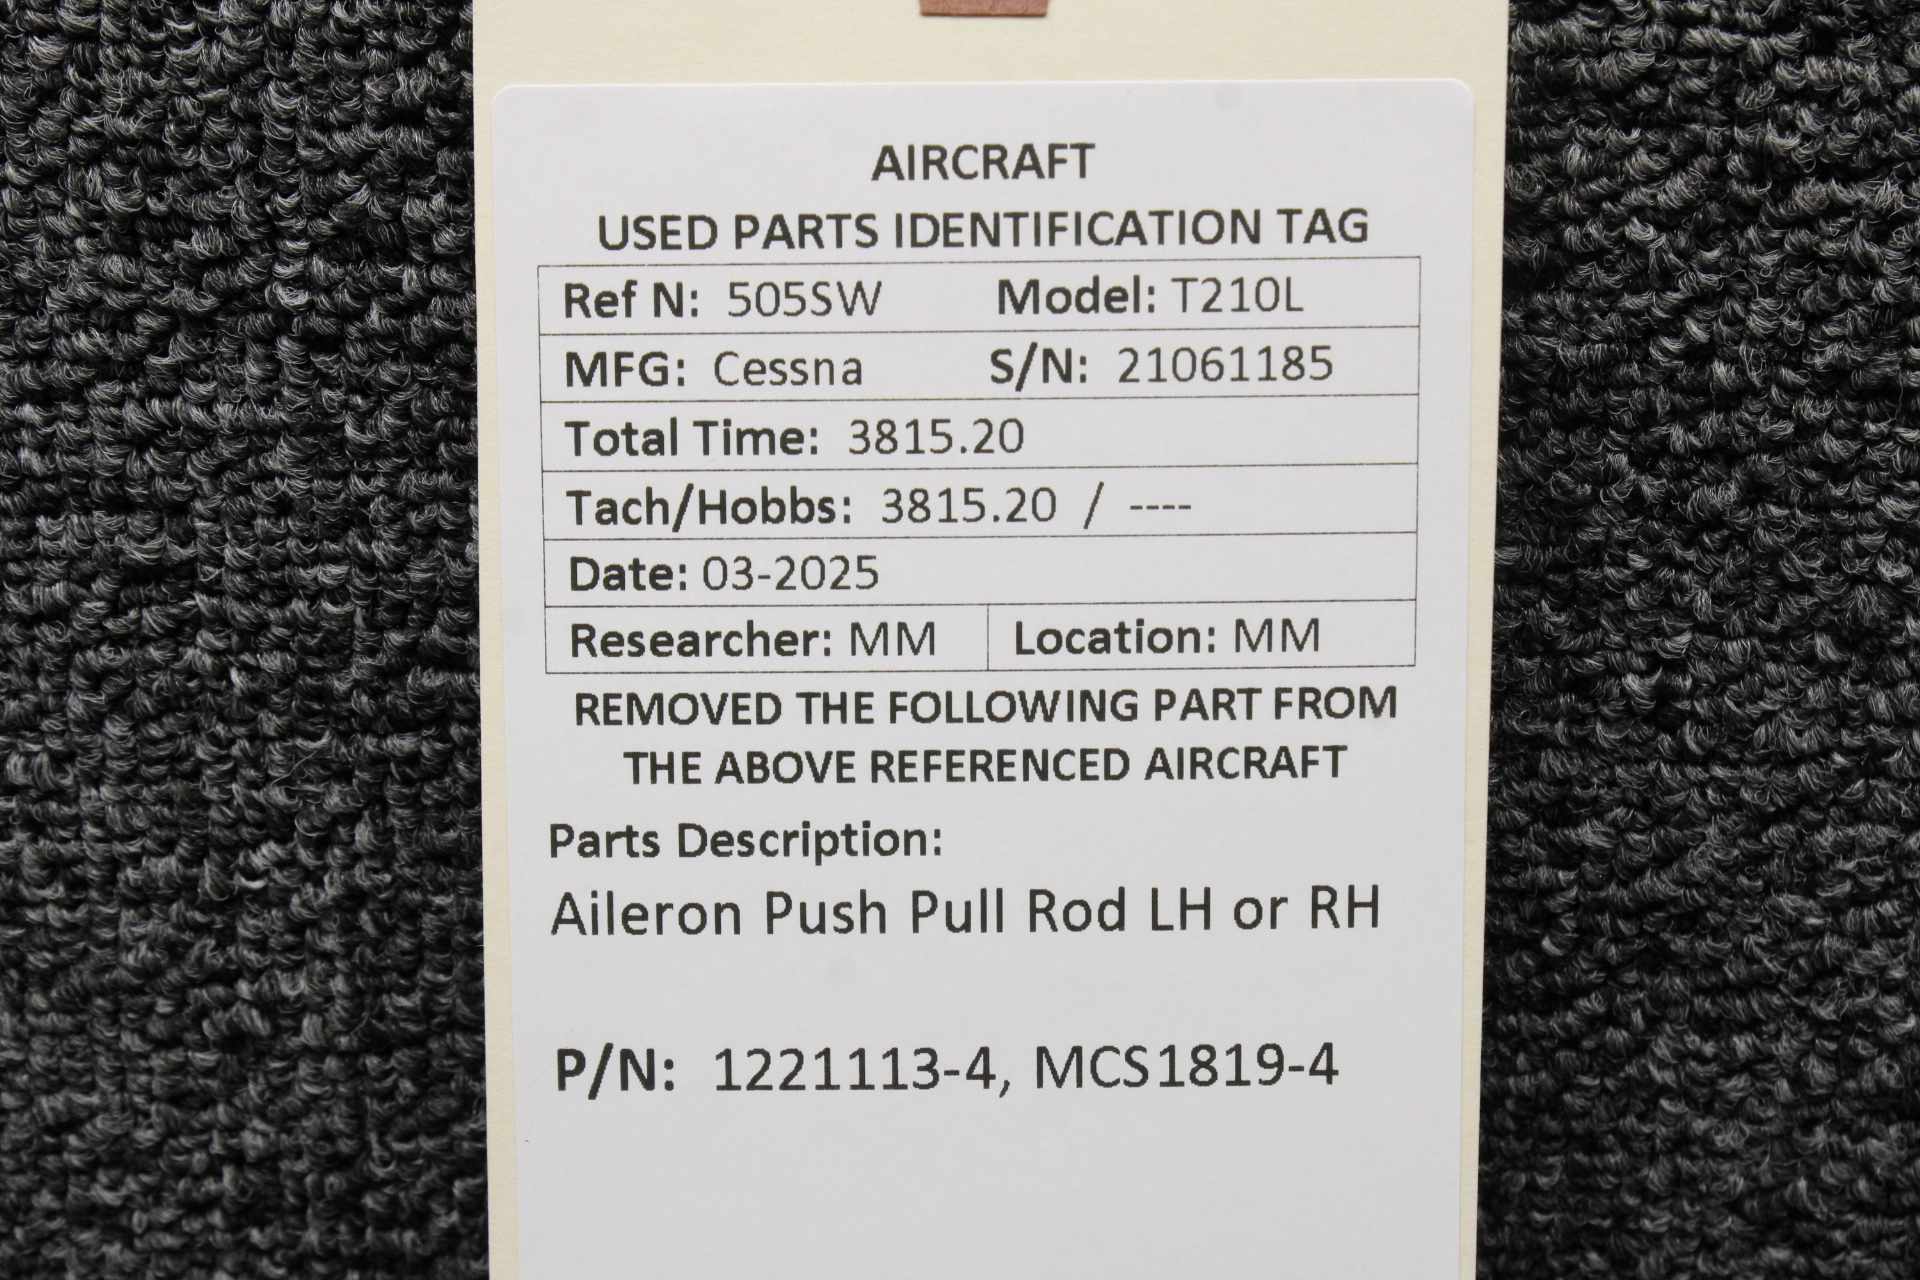 AIRCRAFT
USED PARTS IDENTIFICATION TAG
Ref N: 505SW Model: T210L
MFG: Cessna S/N: 21061185
Total Time: 3815.20
Tach/Hobbs: 3815.20 / ----
Date: 03-2025
Researcher: MM Location: MM
REMOVED THE FOLLOWING PART FROM
THE ABOVE REFERENCED AIRCRAFT
Parts Description:
Aileron Push Pull Rod LH or RH
P/N: 1221113-4, MCS1819-4